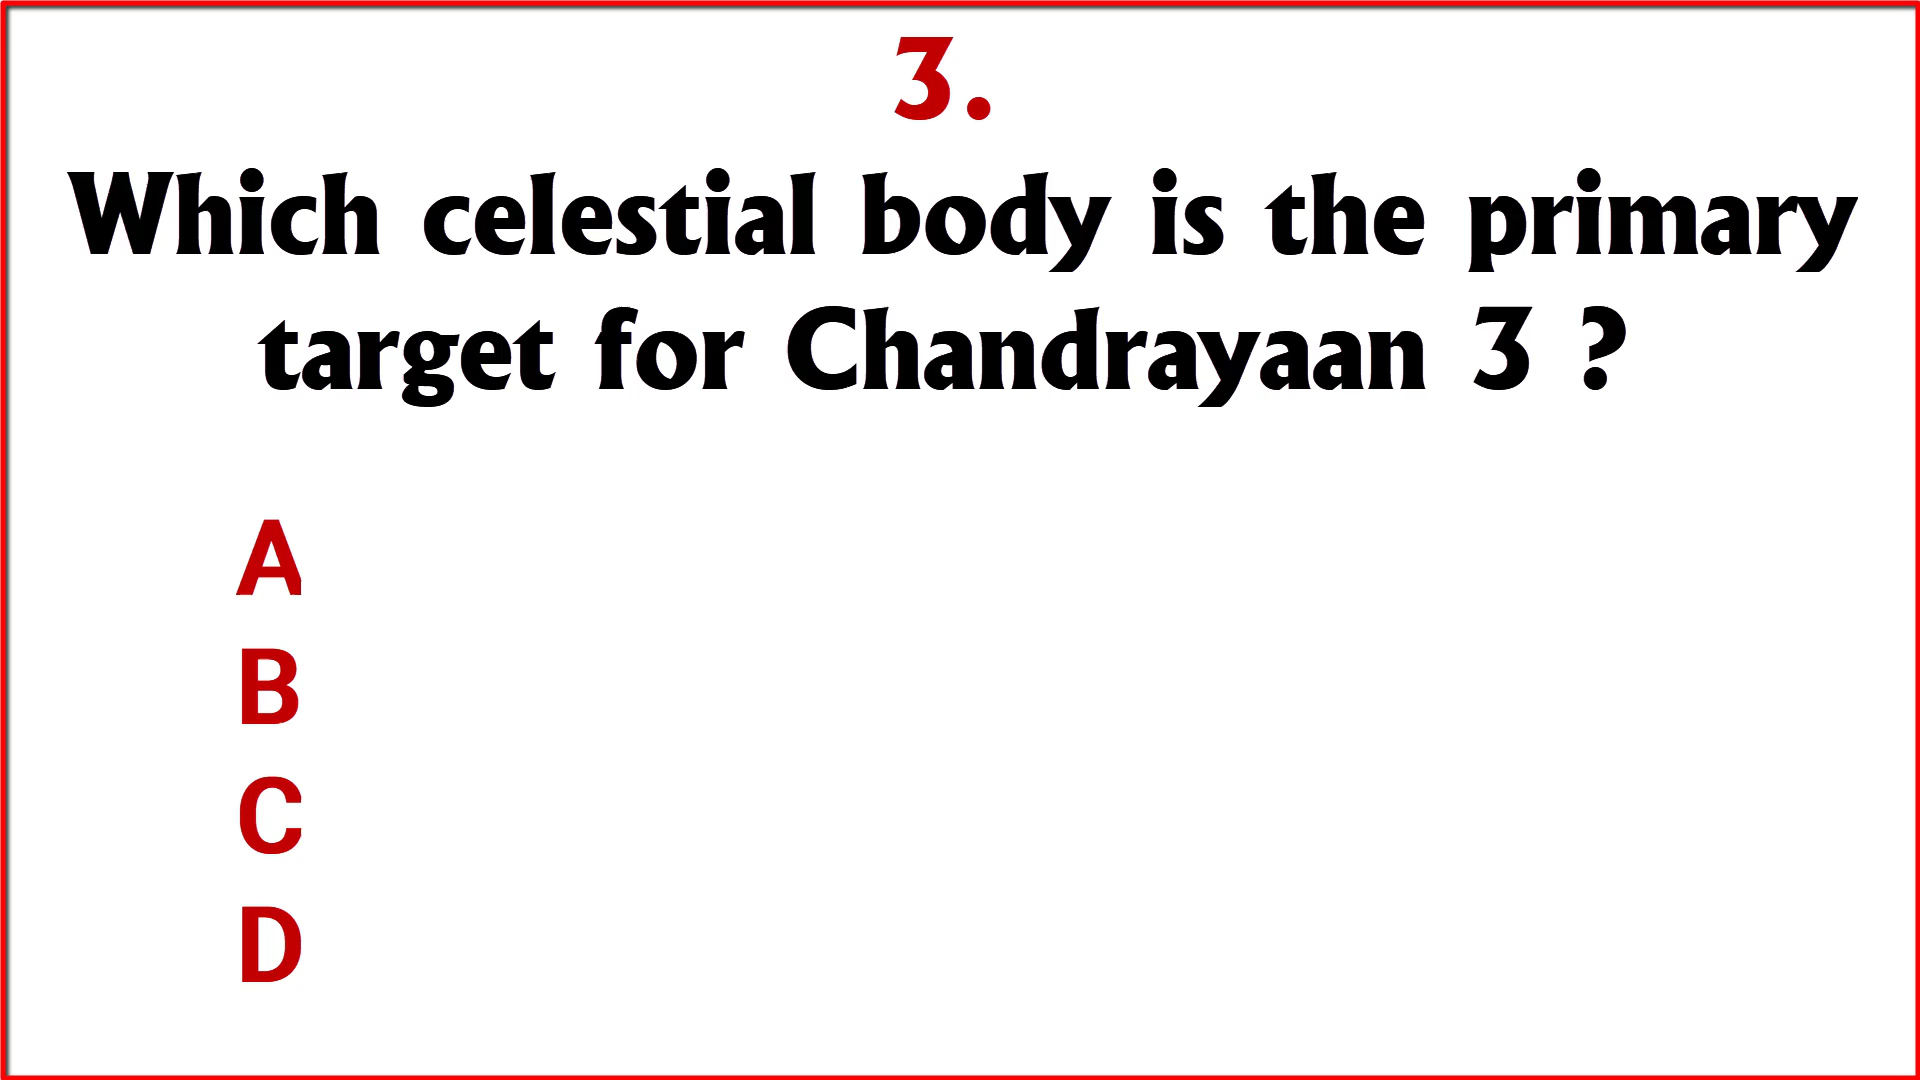 3.
Which celestial body is the primary
target for Chandrayaan 3 ?
A
B
C
D